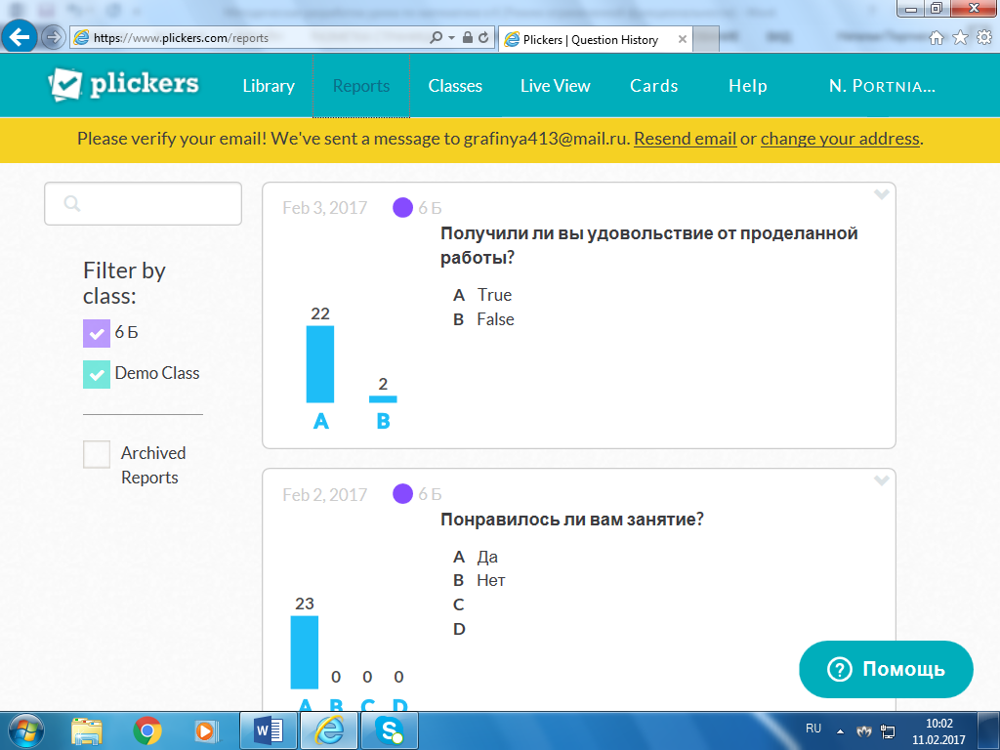 https://www.plickers.com/reports
Plickers | Question History
plickers
Library
Reports
Classes
Live View
Cards
Help
N. PORTNIA...
Please verify your email! We've sent a message to grafinya413@mail.ru. Resend email or change your address.
Filter by
class:
6 Б
Demo Class
Archived
Reports
Feb 3, 2017
6 Б
Получили ли вы удовольствие от проделанной
работы?
A True
B False
22
2
A B
Feb 2, 2017
6 Б
Понравилось ли вам занятие?
A Да
B Нет
C
D
23
0 0 0
A B C D
Помощь
RU
10:02
11.02.2017